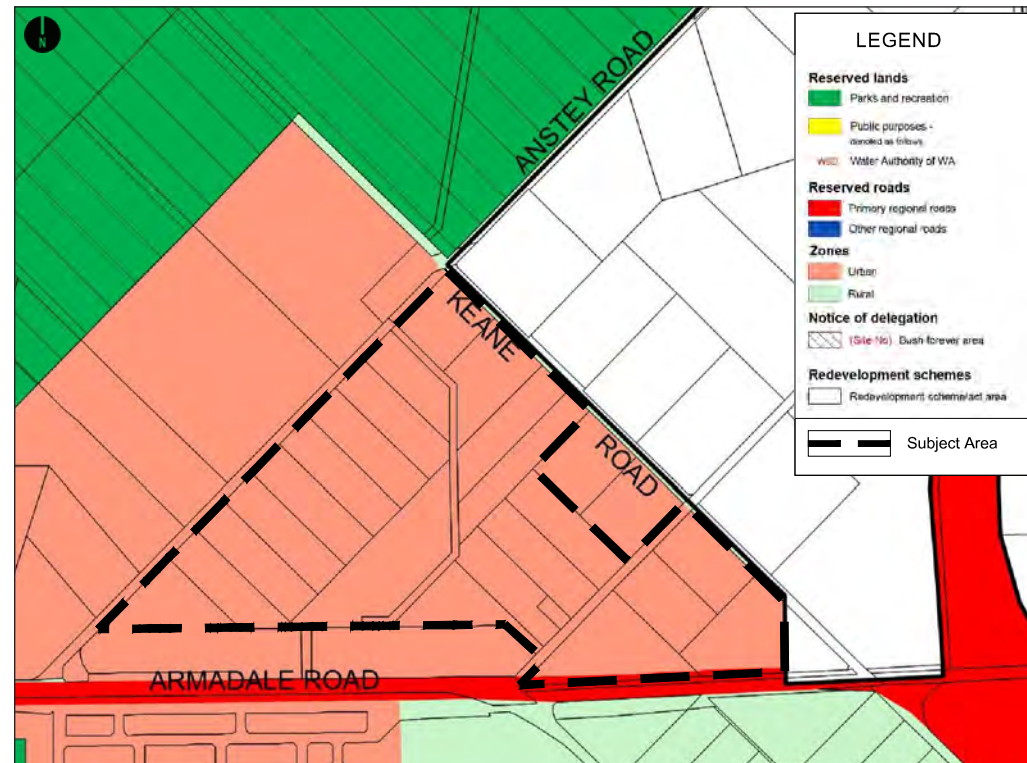 N
ANSTEY ROAD
KEANE
ROAD
ARMADALE ROAD
LEGEND
Reserved lands
Parks and recreation
Public purposes -
denoted as follows
WSD Water Authority of WA
Reserved roads
Primary regional roads
Other regional roads
Zones
Urban
Rural
Notice of delegation
(Site No) Bush forever area
Redevelopment schemes
Redevelopment scheme/act area
Subject Area